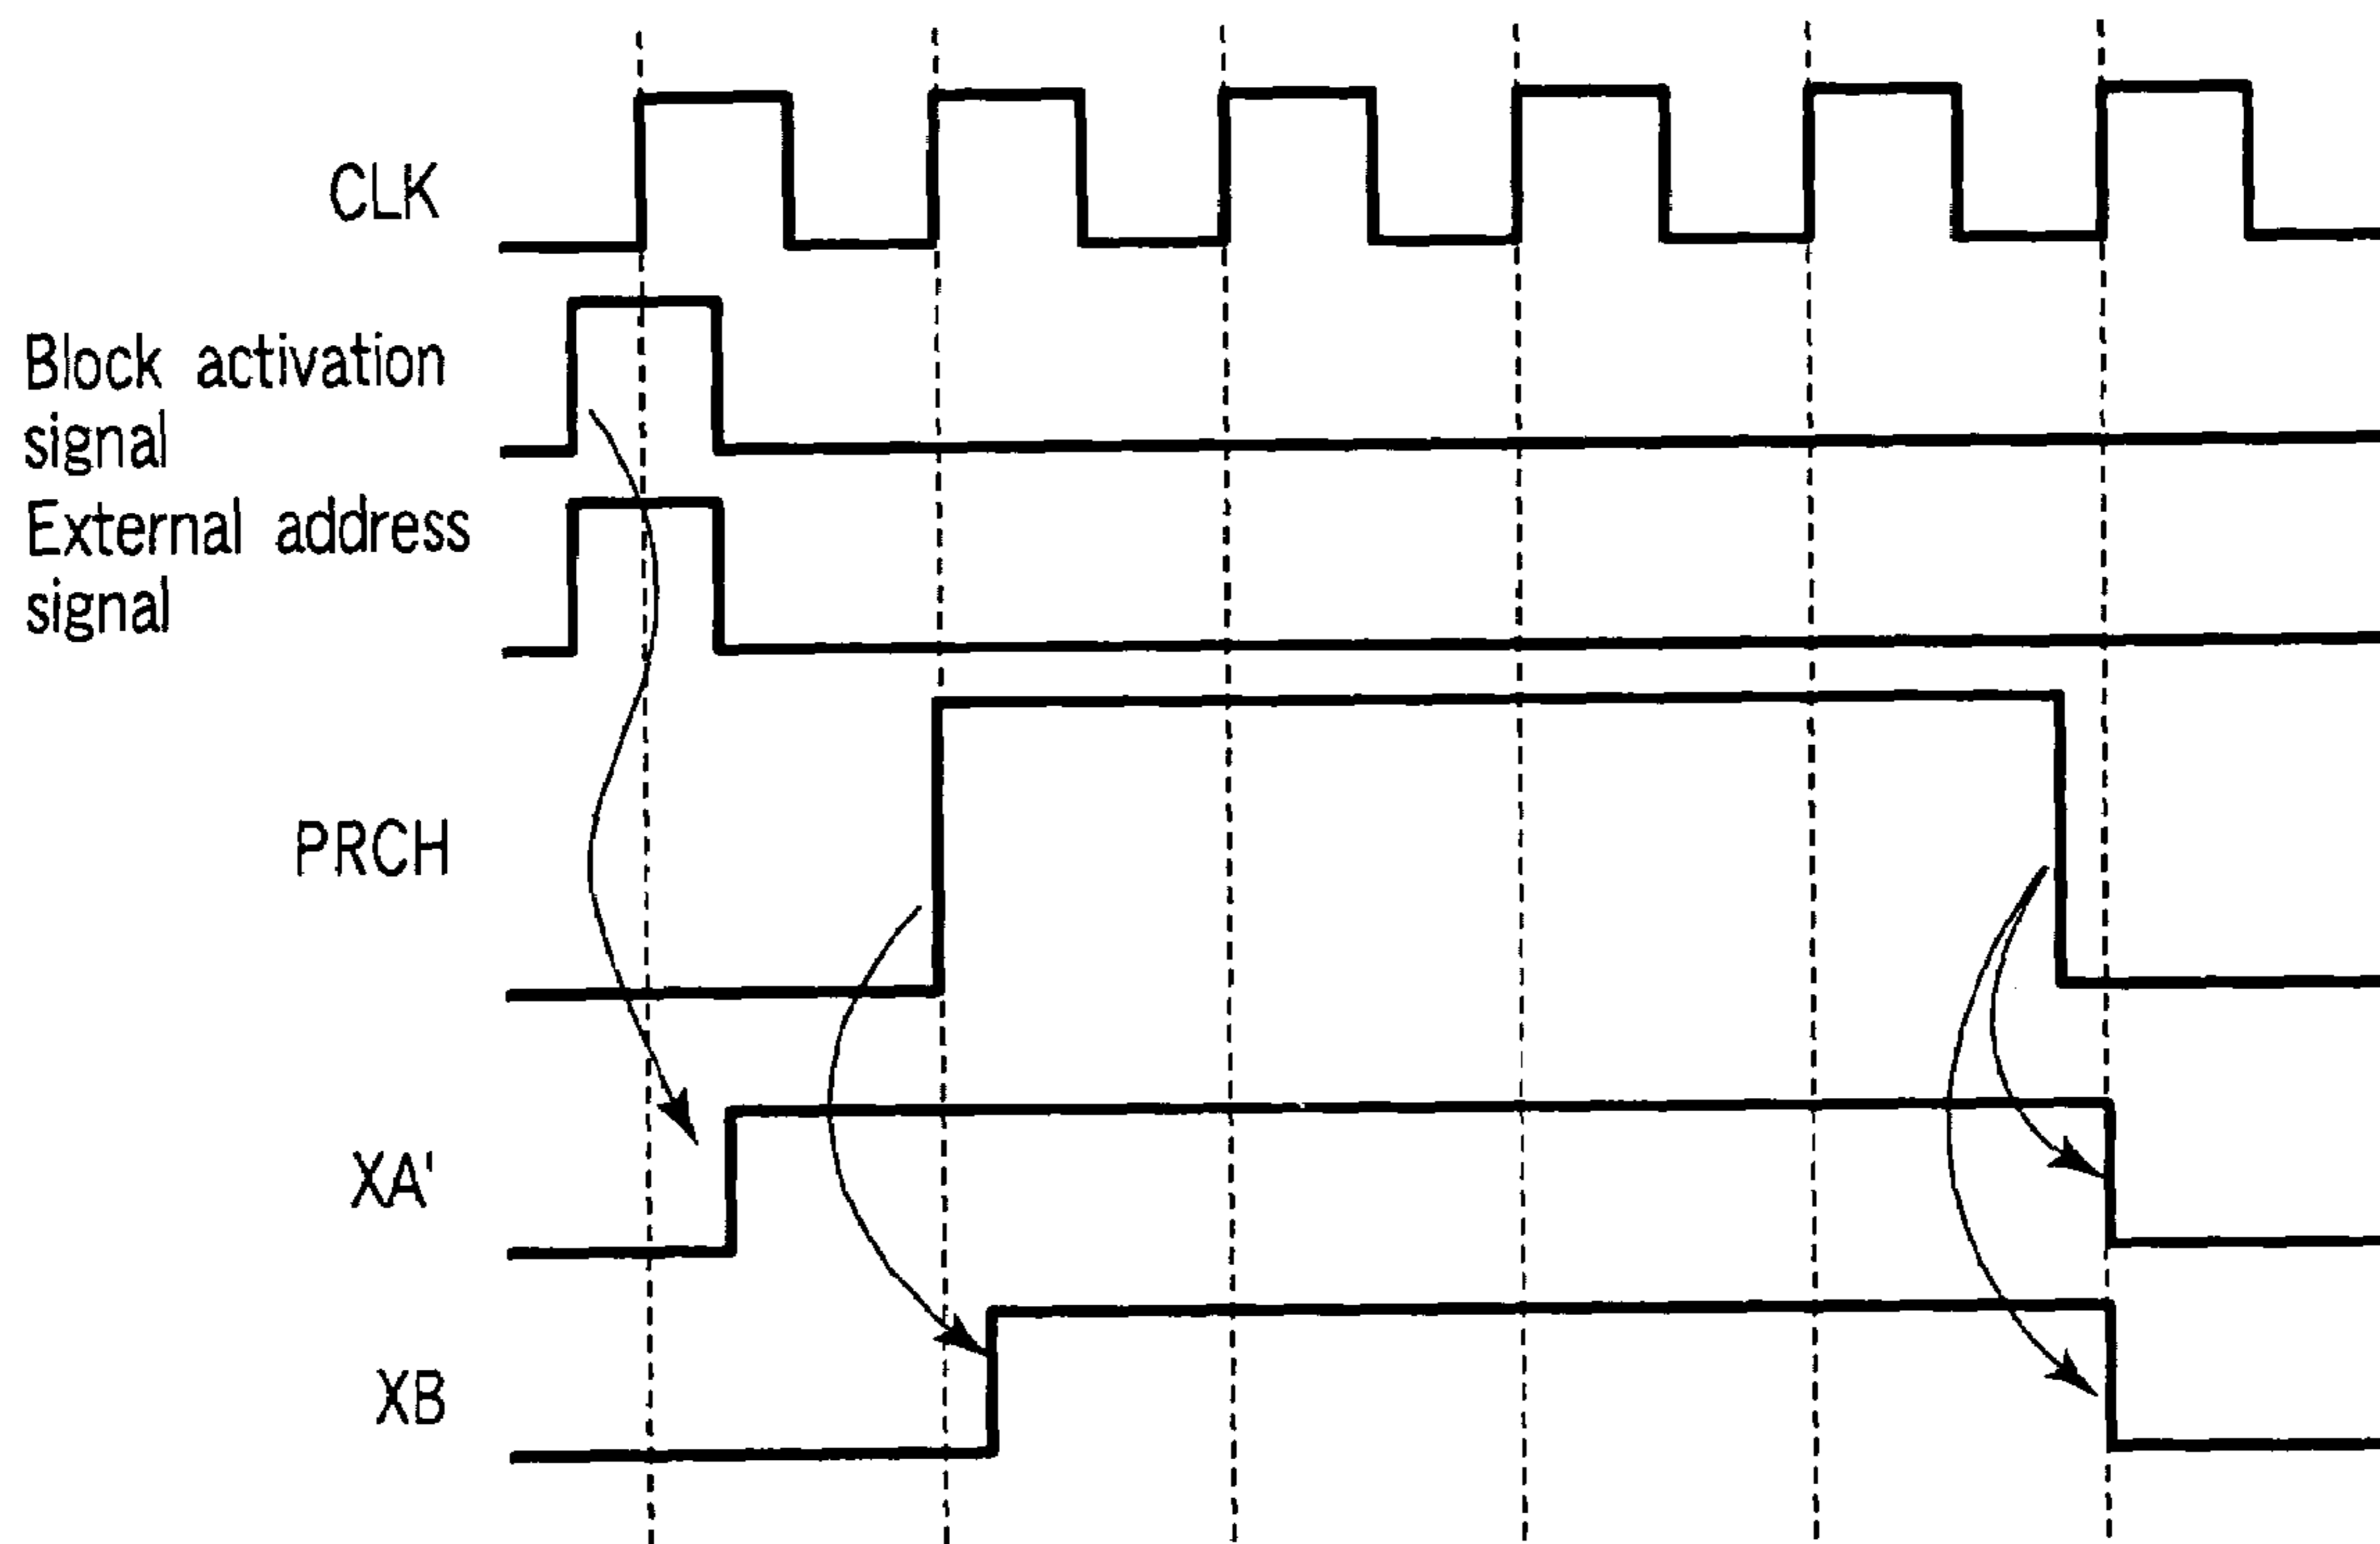 CLK
Block activation
signal
External address
signal
PRCH
XA'
XB